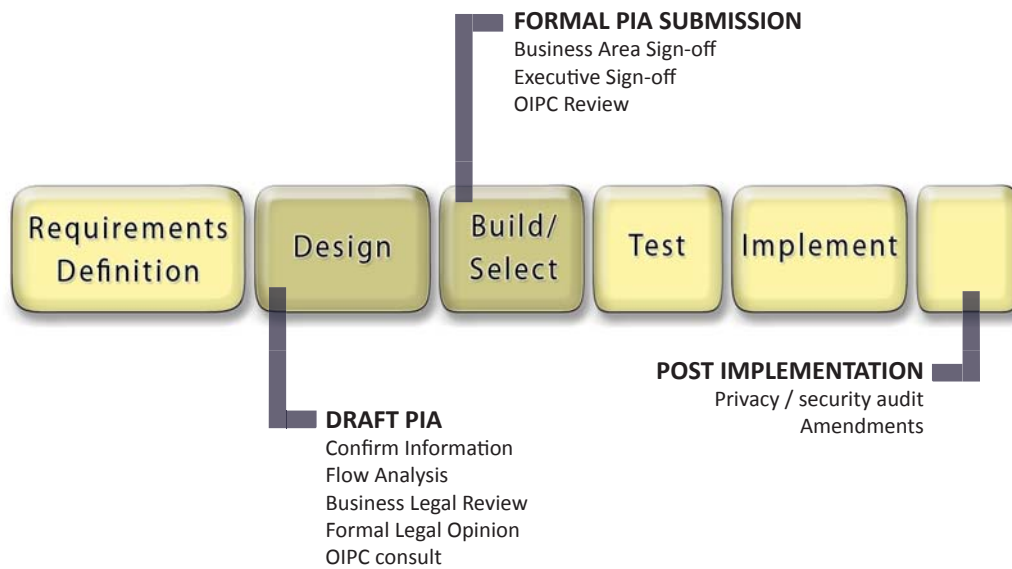 FORMAL PIA SUBMISSION
Business Area Sign-off
Executive Sign-off
OIPC Review
Requirements
Definition
Design
Build/
Select
Test
Implement
POST IMPLEMENTATION
Privacy / security audit
Amendments
DRAFT PIA
Confirm Information
Flow Analysis
Business Legal Review
Formal Legal Opinion
OIPC consult